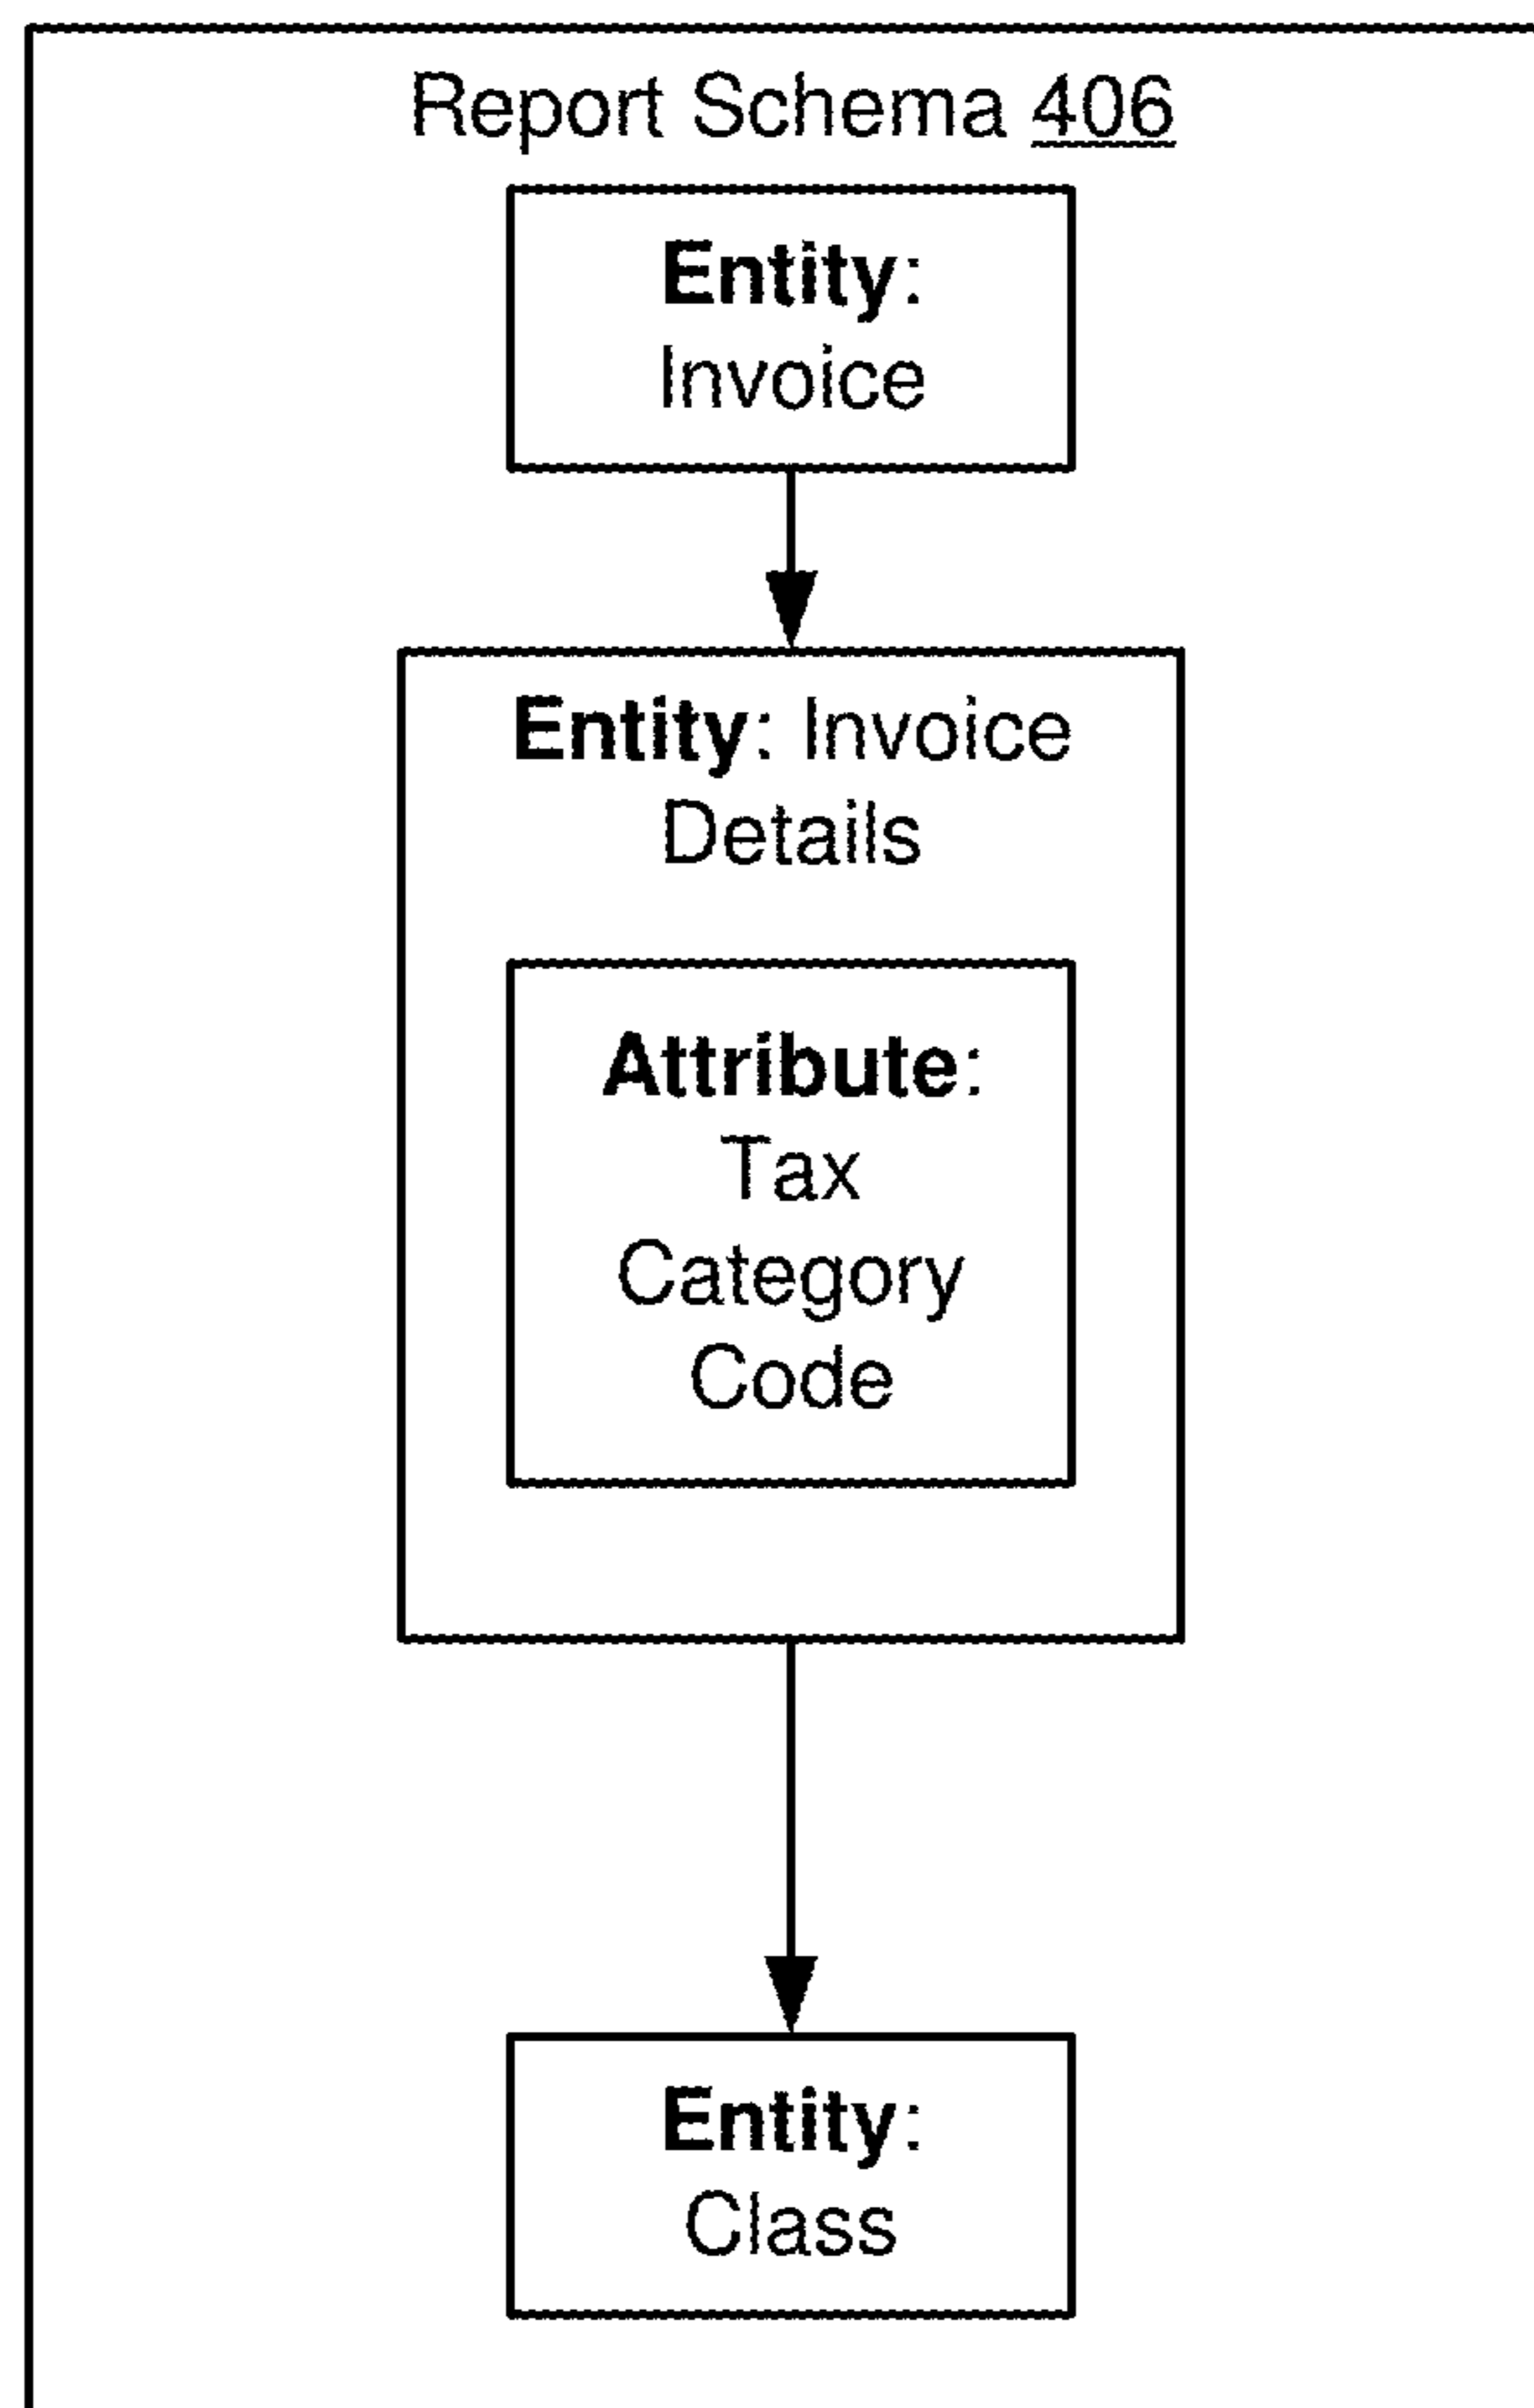 Report Schema 406
Entity:
Invoice
Entity: Invoice
Details
Attribute:
Tax
Category
Code
Entity:
Class